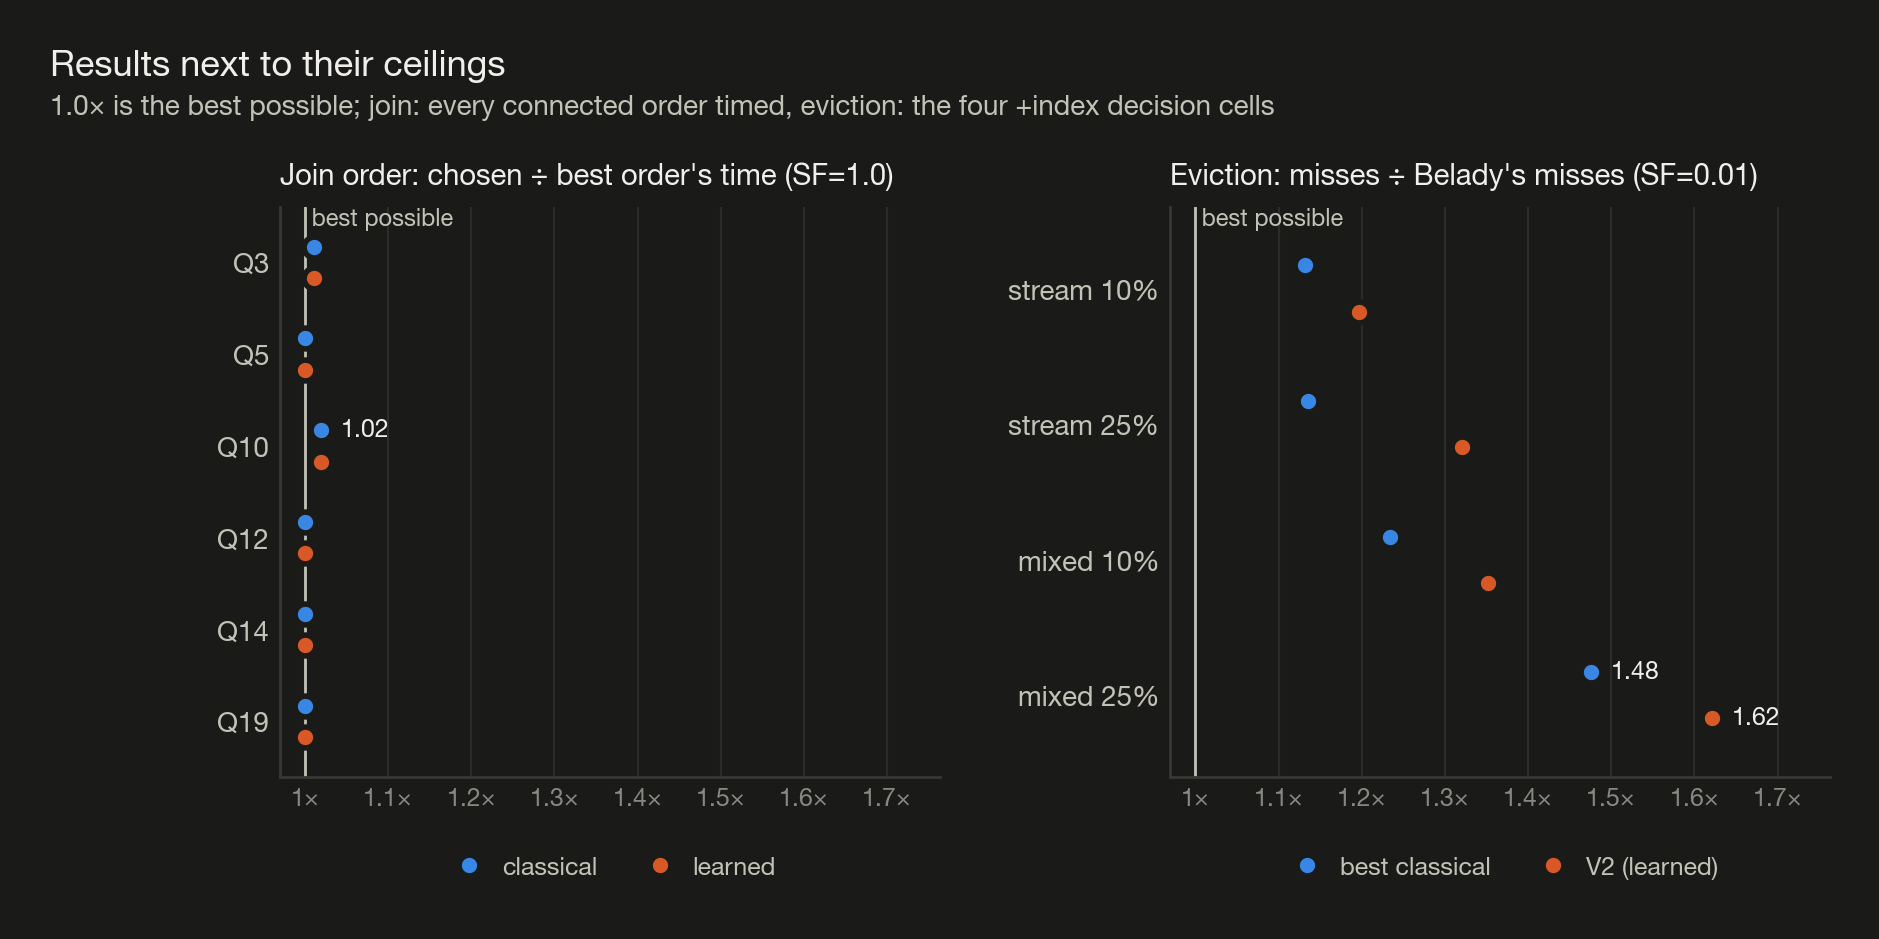 Results next to their ceilings
1.0× is the best possible; join: every connected order timed, eviction: the four +index decision cells
Join order: chosen ÷ best order's time (SF=1.0)
best possible
Q3
Q5
1.02
Q10
Q12
Q14
Q19
1× 1.1× 1.2× 1.3× 1.4× 1.5× 1.6× 1.7×
classical learned
Eviction: misses ÷ Belady's misses (SF=0.01)
best possible
stream 10%
stream 25%
mixed 10%
1.48
mixed 25%
1.62
1× 1.1× 1.2× 1.3× 1.4× 1.5× 1.6× 1.7×
best classical V2 (learned)